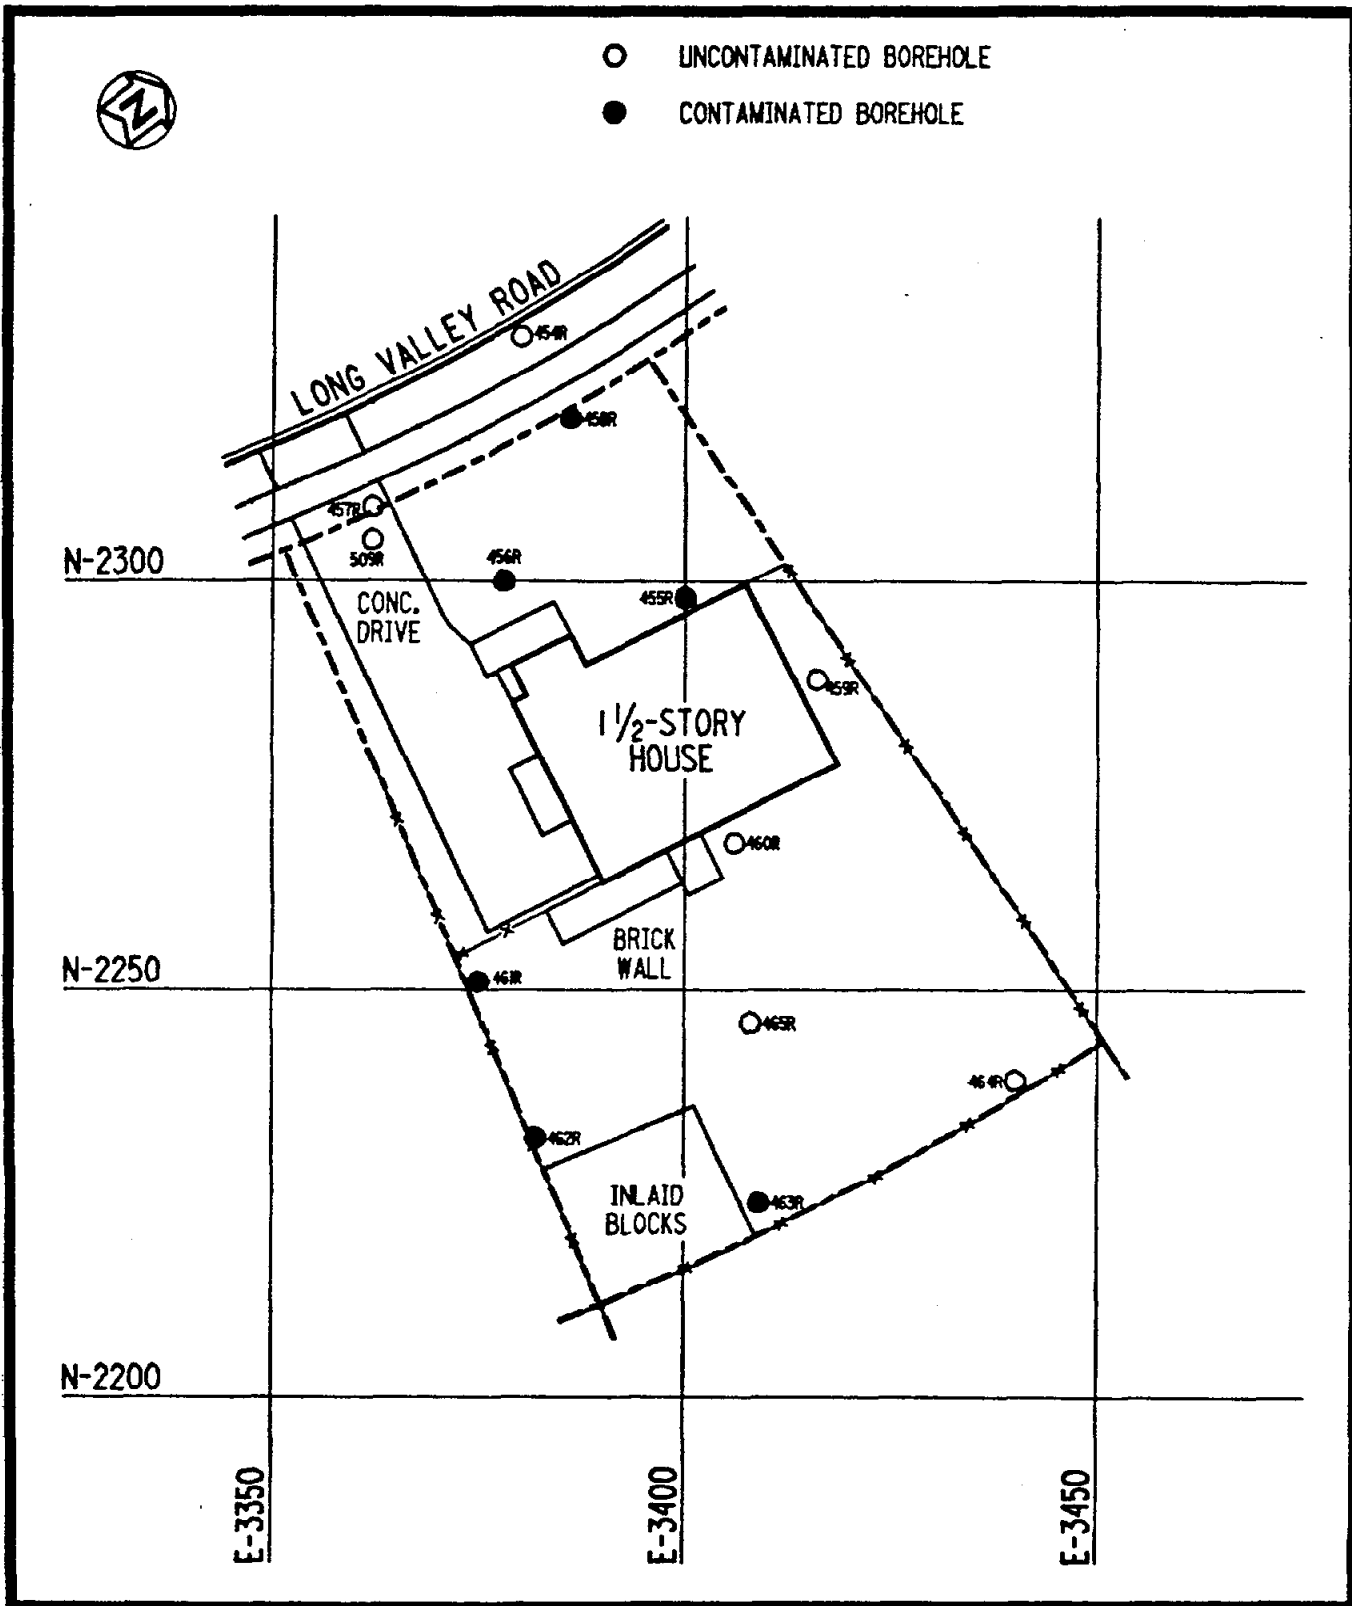 UNCONTAMINATED BOREHOLE
CONTAMINATED BOREHOLE
N
LONG VALLEY ROAD
454R
458R
457R
509R
456R
N-2300
CONC.
DRIVE
455R
459R
1 1/2-STORY
HOUSE
460R
BRICK
WALL
N-2250
461R
465R
464R
462R
INLAID
BLOCKS
463R
N-2200
E-3350
E-3400
E-3450